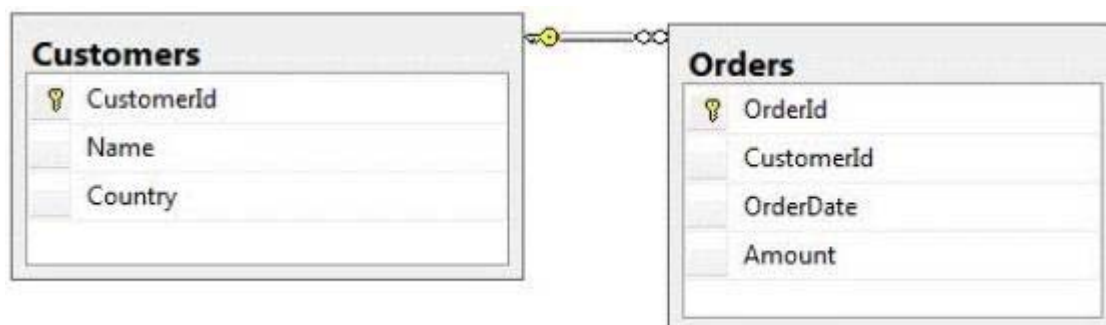 Customers
CustomerId
Name
Country
Orders
OrderId
CustomerId
OrderDate
Amount